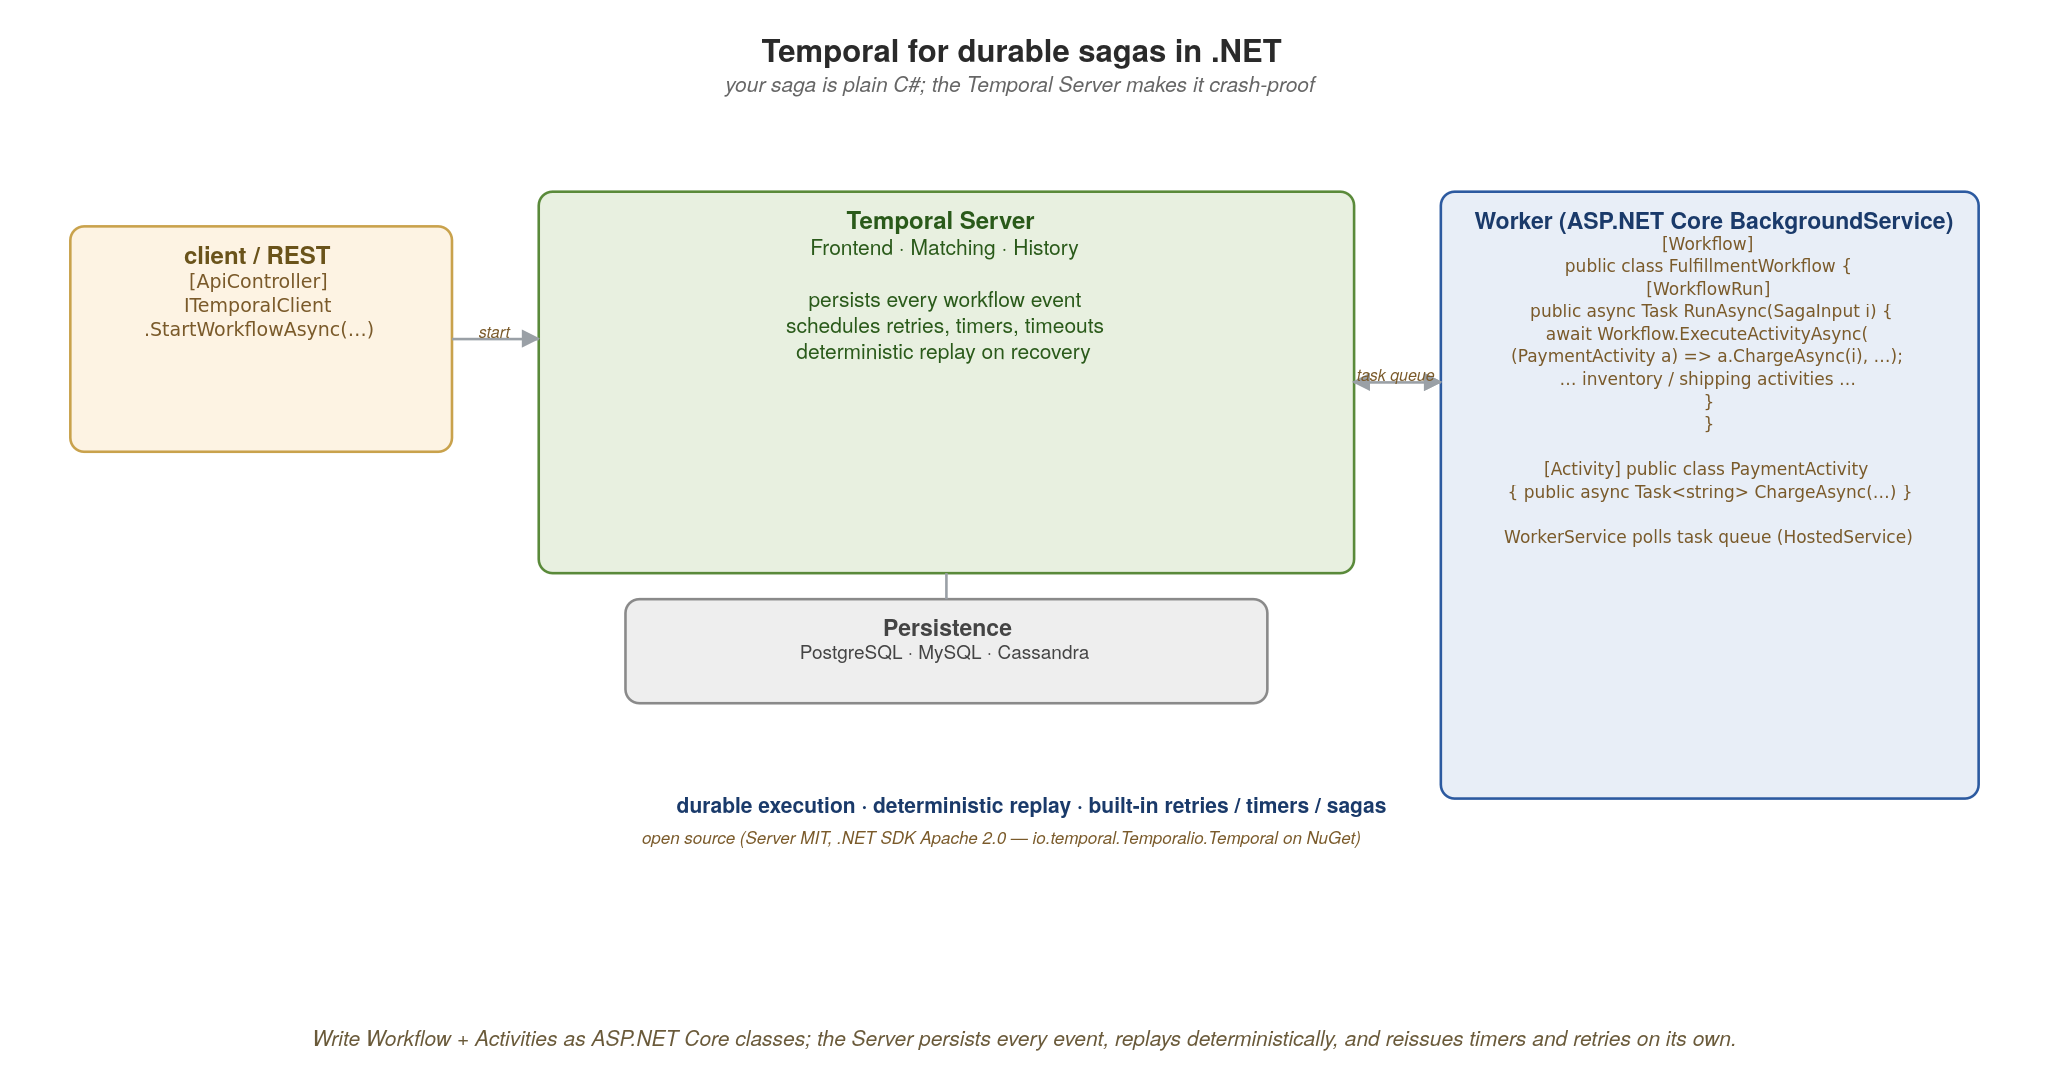 Temporal for durable sagas in .NET
your saga is plain C#; the Temporal Server makes it crash-proof
client / REST
[ApiController]
ITemporalClient
.StartWorkflowAsync(…)
start
Temporal Server
Frontend · Matching · History
persists every workflow event
schedules retries, timers, timeouts
deterministic replay on recovery
task queue
Worker (ASP.NET Core BackgroundService)
[Workflow]
public class FulfillmentWorkflow {
[WorkflowRun]
public async Task RunAsync(SagaInput i) {
await Workflow.ExecuteActivityAsync(
(PaymentActivity a) => a.ChargeAsync(i), …);
… inventory / shipping activities …
}
}
[Activity] public class PaymentActivity
{ public async Task<string> ChargeAsync(…) }
WorkerService polls task queue (HostedService)
Persistence
PostgreSQL · MySQL · Cassandra
durable execution · deterministic replay · built-in retries / timers / sagas
open source (Server MIT, .NET SDK Apache 2.0 — io.temporal.Temporalio.Temporal on NuGet)
Write Workflow + Activities as ASP.NET Core classes; the Server persists every event, replays deterministically, and reissues timers and retries on its own.